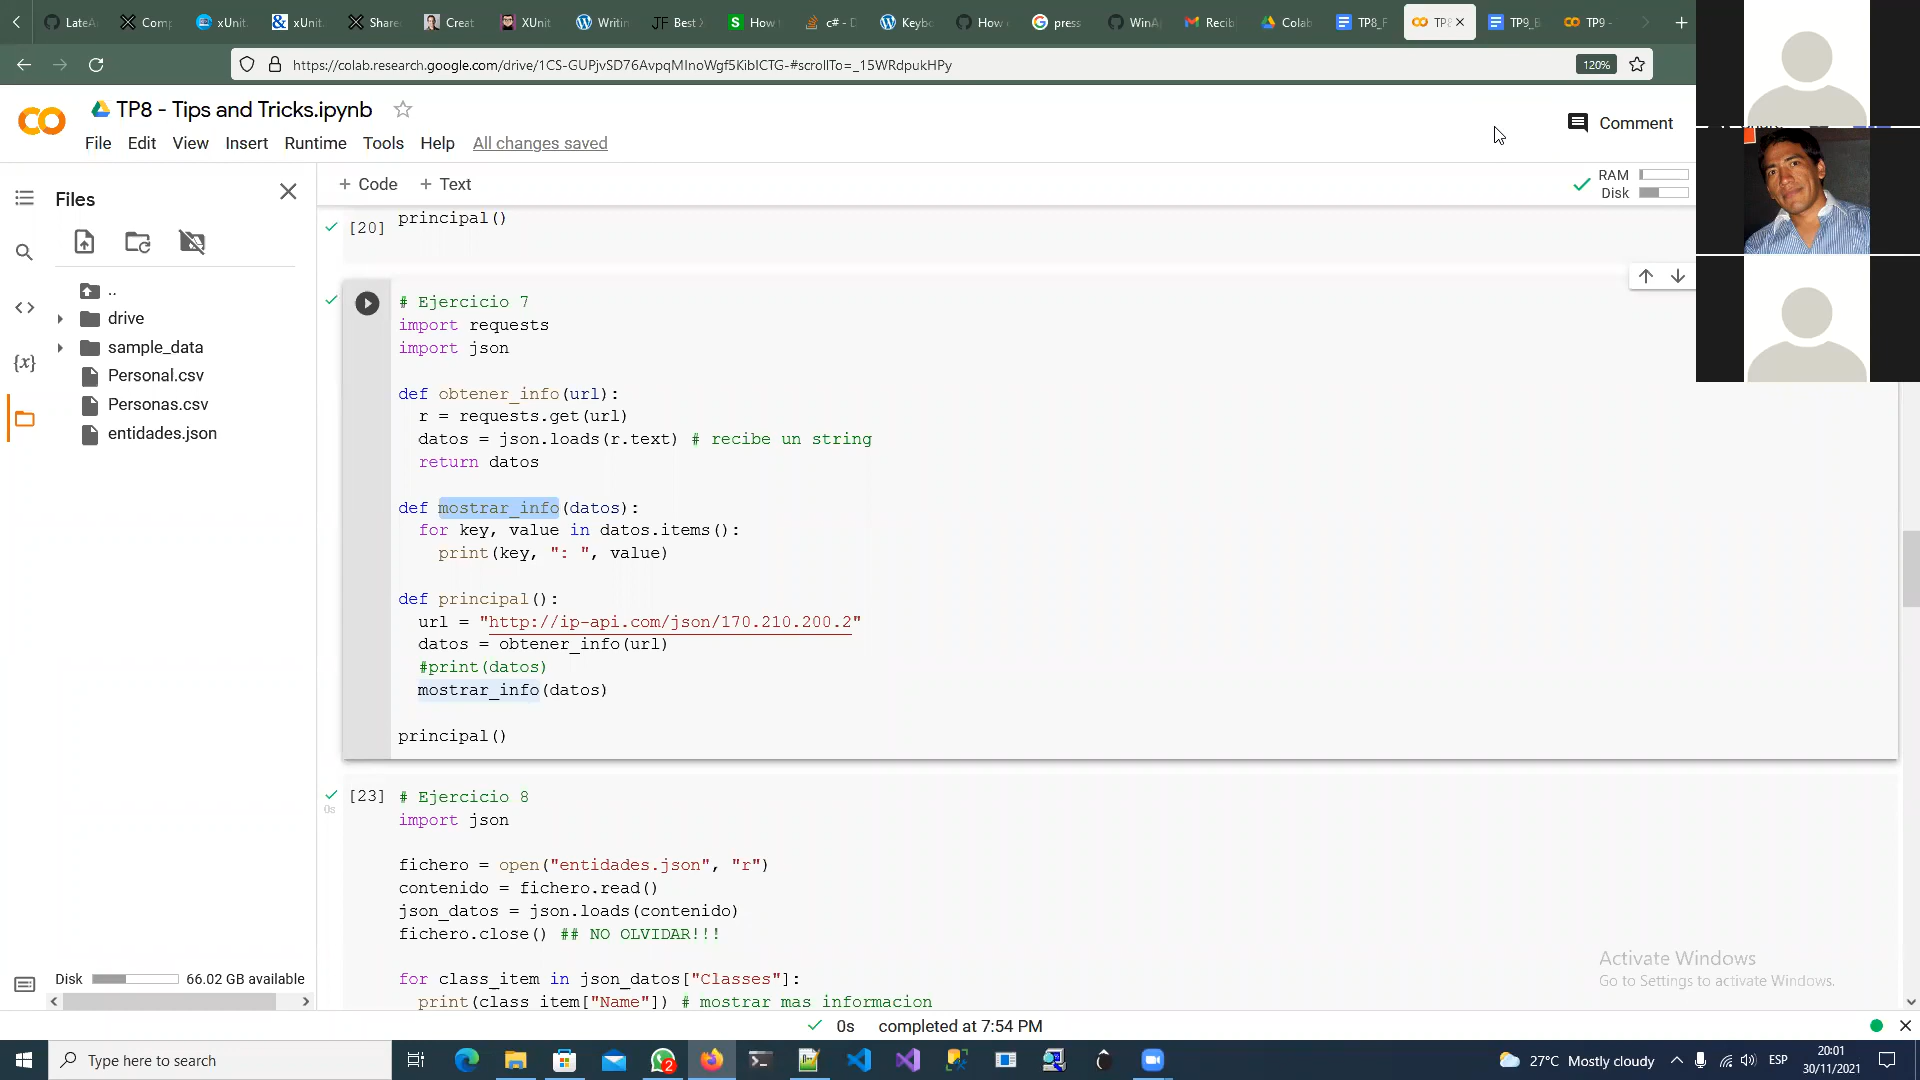 LateA
Comp
xUnit.
xUnit.
Share
Creat
XUnit
Writin
JF Best X
How
c# - D
Keybo
How
press
WinA
Recib
Colab
TP8_F
TP8
TP9_E
TP9 -
https://colab.research.google.com/drive/1CS-GUPjvSD76AvpqMInoWgf5KibICTG-#scrollTo=_15WRdpukHPy
120%
TP8 - Tips and Tricks.ipynb
File Edit View Insert Runtime Tools Help All changes saved
Comment
Files
+ Code + Text
RAM
Disk
..
drive
sample_data
Personal.csv
Personas.csv
entidades.json
{x}
Disk 66.02 GB available
[20] principal()
# Ejercicio 7
import requests
import json
def obtener_info(url):
r = requests.get(url)
datos = json.loads(r.text) # recibe un string
return datos
def mostrar_info(datos):
for key, value in datos.items():
print(key, ": ", value)
def principal():
url = "http://ip-api.com/json/170.210.200.2"
datos = obtener_info(url)
#print(datos)
mostrar_info(datos)
principal()
[23] # Ejercicio 8
0s
import json
fichero = open("entidades.json", "r")
contenido = fichero.read()
json_datos = json.loads(contenido)
fichero.close() ## NO OLVIDAR!!!
for class_item in json_datos["Classes"]:
print(class_item["Name"]) # mostrar mas informacion
Activate Windows
Go to Settings to activate Windows.
0s completed at 7:54 PM
Type here to search
2
27°C Mostly cloudy
ESP
20:01
30/11/2021